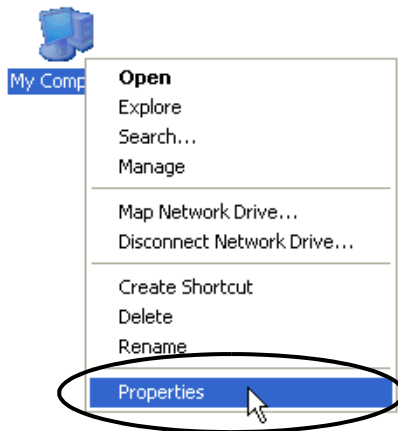 My Comp
Open
Explore
Search...
Manage
Map Network Drive...
Disconnect Network Drive...
Create Shortcut
Delete
Rename
Properties